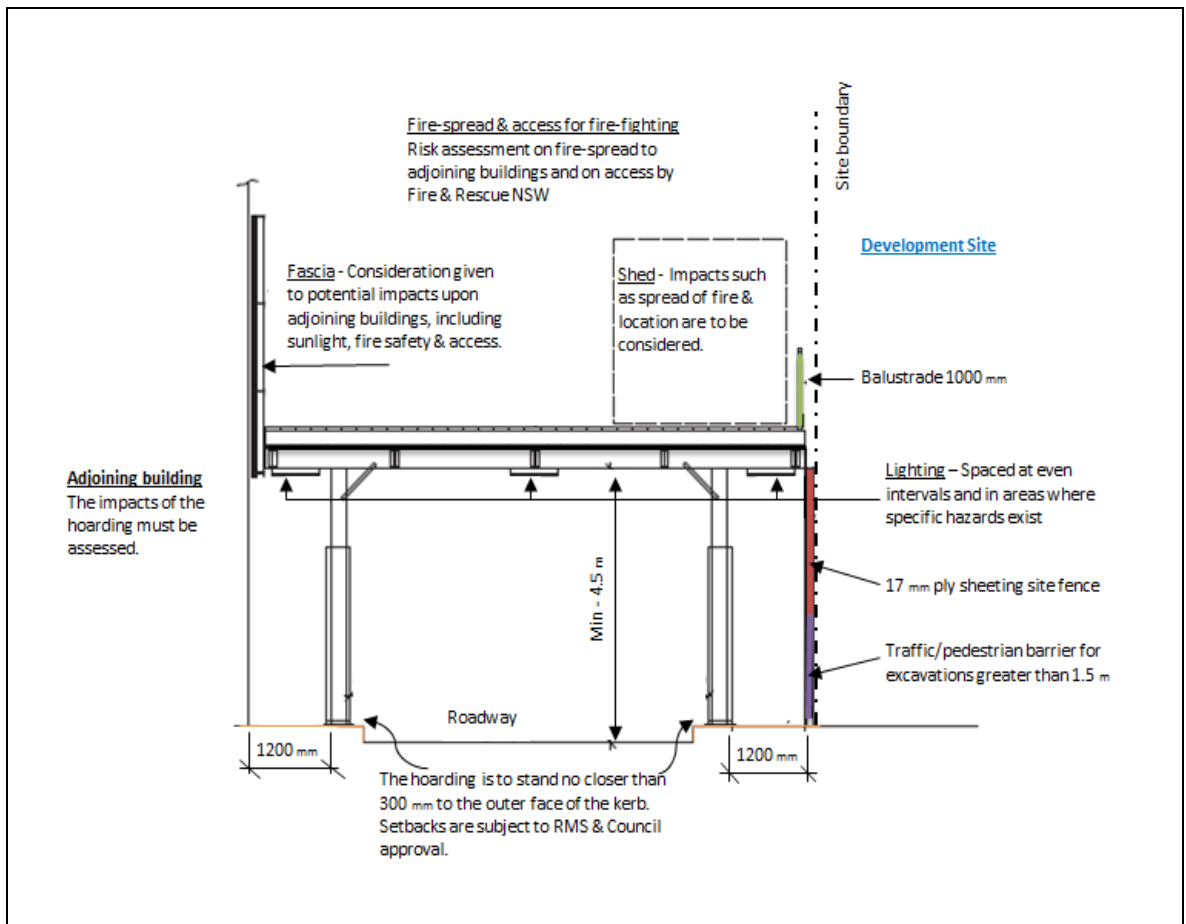 Fire-spread & access for fire-fighting
Risk assessment on fire-spread to
adjoining buildings and on access by
Fire & Rescue NSW
Site boundary
Development Site
Fascia - Consideration given
to potential impacts upon
adjoining buildings, including
sunlight, fire safety & access.
Shed - Impacts such
as spread of fire &
location are to be
considered.
Balustrade 1000 mm
Adjoining building
The impacts of the
hoarding must be
assessed.
Lighting – Spaced at even
intervals and in areas where
specific hazards exist
Min - 4.5 m
17 mm ply sheeting site fence
Traffic/pedestrian barrier for
excavations greater than 1.5 m
Roadway
1200 mm
1200 mm
The hoarding is to stand no closer than
300 mm to the outer face of the kerb.
Setbacks are subject to RMS & Council
approval.